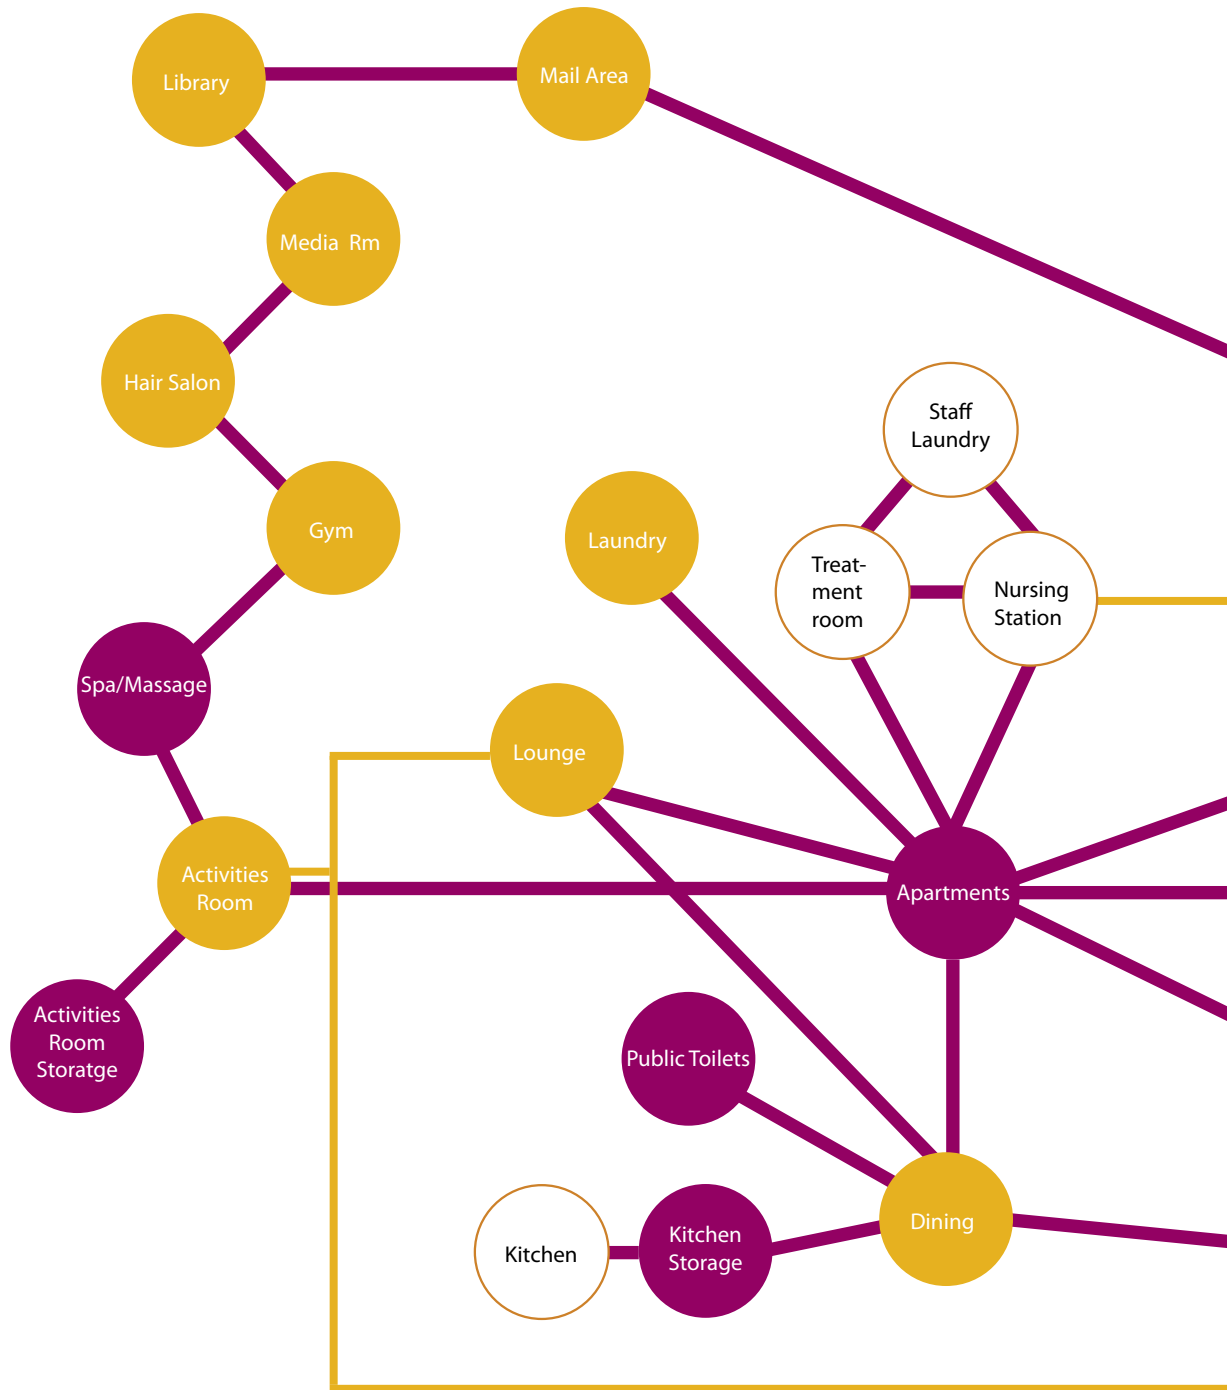 Library
Mail Area
Media Rm
Hair Salon
Staff
Laundry
Gym
Laundry
Treat-
ment
room
Nursing
Station
Spa/Massage
Lounge
Activities
Room
Apartments
Activities
Room
Storatge
Public Toilets
Kitchen
Kitchen
Storage
Dining